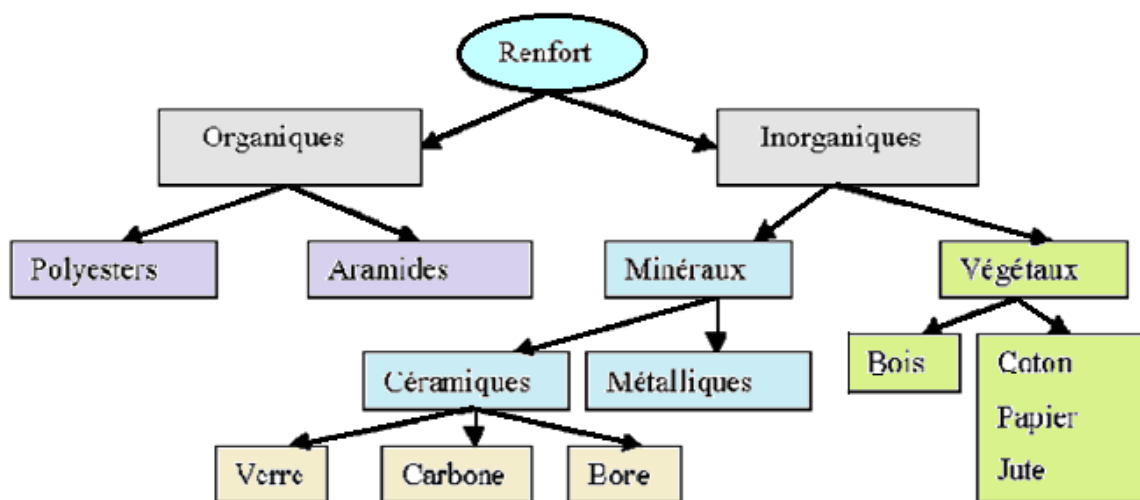 Renfort
Organiques
Inorganiques
Polyesters
Aramides
Minéraux
Végétaux
Céramiques
Métalliques
Bois
Coton
Papier
Jute
Verre
Carbone
Bore